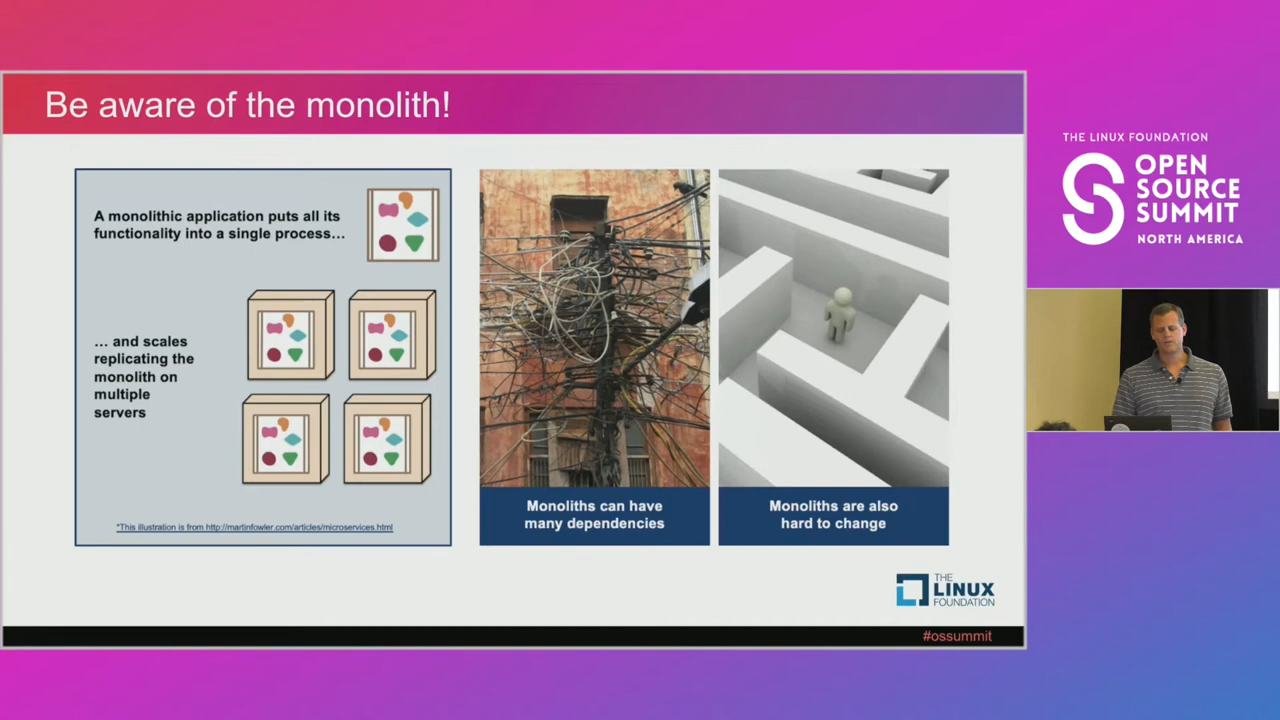 Be aware of the monolith!
A monolithic application puts all its
functionality into a single process…
… and scales
replicating the
monolith on
multiple
servers
*This illustration is from http://martinfowler.com/articles/microservices.html
Monoliths can have
many dependencies
Monoliths are also
hard to change
THE
LINUX
FOUNDATION
#ossummit
THE LINUX FOUNDATION
OPEN
SOURCE
SUMMIT
NORTH AMERICA